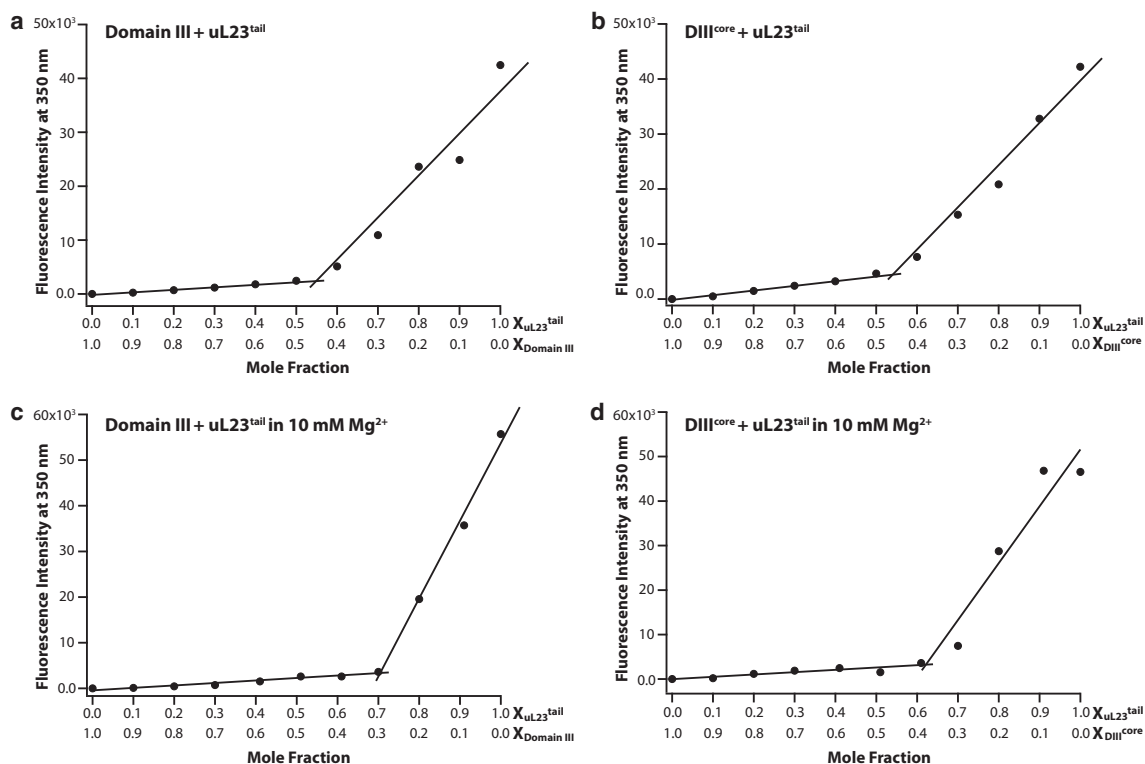 a
Domain III + uL23tail
Fluorescence Intensity at 350 nm
50x10³
40
30
20
10
0.0
0.0 0.1 0.2 0.3 0.4 0.5 0.6 0.7 0.8 0.9 1.0 XuL23tail
1.0 0.9 0.8 0.7 0.6 0.5 0.4 0.3 0.2 0.1 0.0 XDomain III
Mole Fraction
b
DIIIcore + uL23tail
Fluorescence Intensity at 350 nm
50x10³
40
30
20
10
0.0
0.0 0.1 0.2 0.3 0.4 0.5 0.6 0.7 0.8 0.9 1.0 XuL23tail
1.0 0.9 0.8 0.7 0.6 0.5 0.4 0.3 0.2 0.1 0.0 XDIIIcore
Mole Fraction
c
Domain III + uL23tail in 10 mM Mg2+
Fluorescence Intensity at 350 nm
60x10³
50
40
30
20
10
0.0
0.0 0.1 0.2 0.3 0.4 0.5 0.6 0.7 0.8 0.9 1.0 XuL23tail
1.0 0.9 0.8 0.7 0.6 0.5 0.4 0.3 0.2 0.1 0.0 XDomain III
Mole Fraction
d
DIIIcore + uL23tail in 10 mM Mg2+
Fluorescence Intensity at 350 nm
60x10³
50
40
30
20
10
0.0
0.0 0.1 0.2 0.3 0.4 0.5 0.6 0.7 0.8 0.9 1.0 XuL23tail
1.0 0.9 0.8 0.7 0.6 0.5 0.4 0.3 0.2 0.1 0.0 XDIIIcore
Mole Fraction